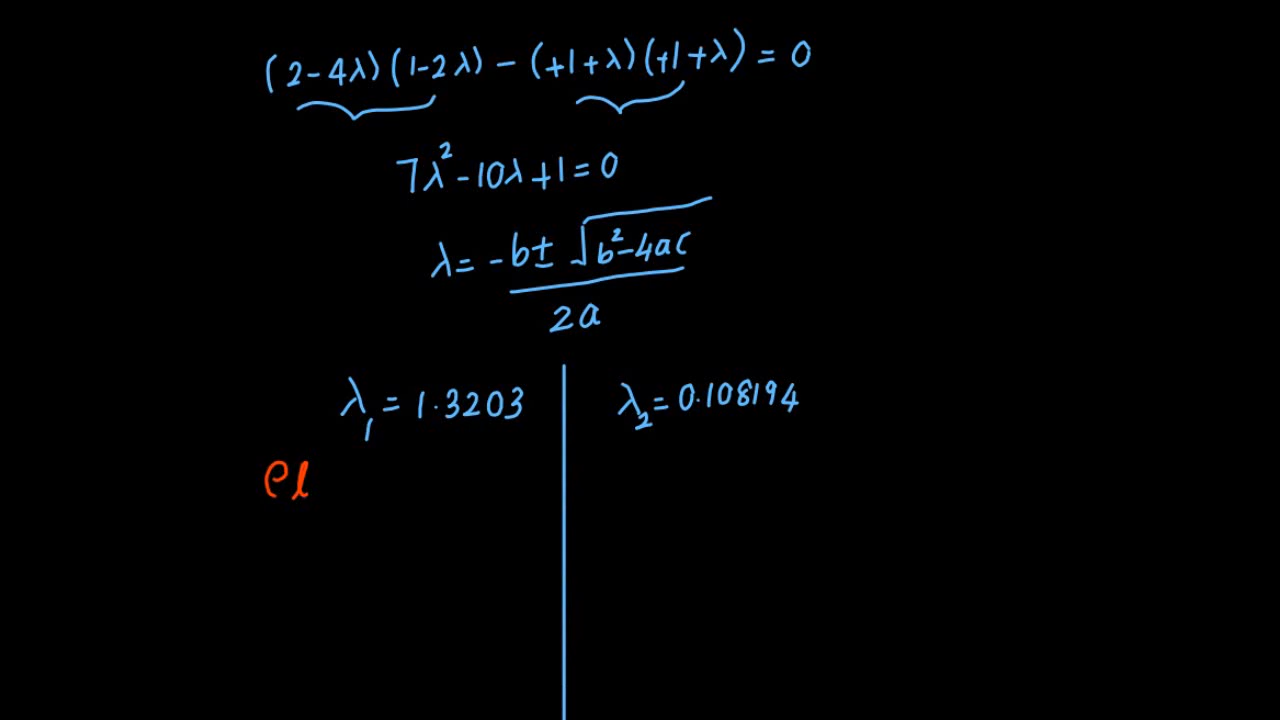 (2-4λ)(1-2λ) - (+1+λ)(+1+λ) = 0
7λ² -10λ +1 = 0
λ = -b ± √b²-4ac
2a
λ₁ = 1.3203
λ₂ = 0.108194